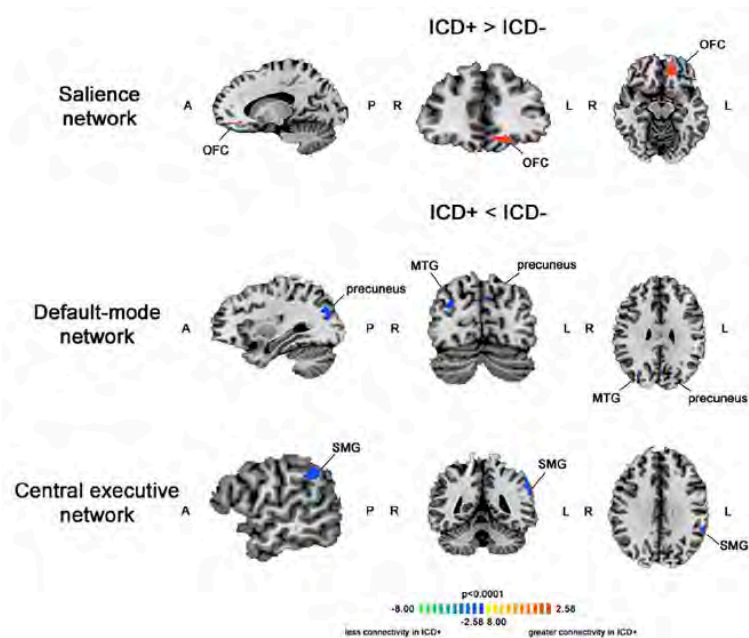 ICD+ > ICD-
OFC
Salience
network
A
P R
L R
L
OFC
OFC
ICD+ < ICD-
MTG
precuneus
precuneus
Default-mode
network
A
P R
L R
L
MTG
precuneus
SMG
SMG
Central executive
network
A
P R
L R
L
SMG
p<0.0001
-8.00
2.58
-2.58 8.00
less connectivity in ICD+
greater connectivity in ICD+